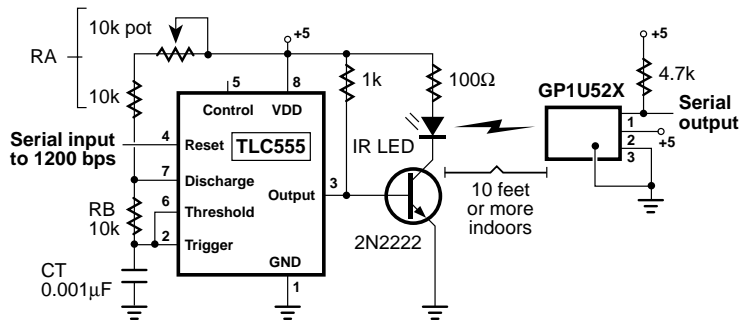 10k pot
RA
10k
+5
5
8
Control
VDD
1k
100Ω
Serial input
to 1200 bps
4
Reset
TLC555
7
Discharge
RB
10k
6
Threshold
2
Trigger
Output
3
GND
1
CT
0.001µF
IR LED
2N2222
10 feet
or more
indoors
+5
4.7k
GP1U52X
Serial
output
1
+5
2
3